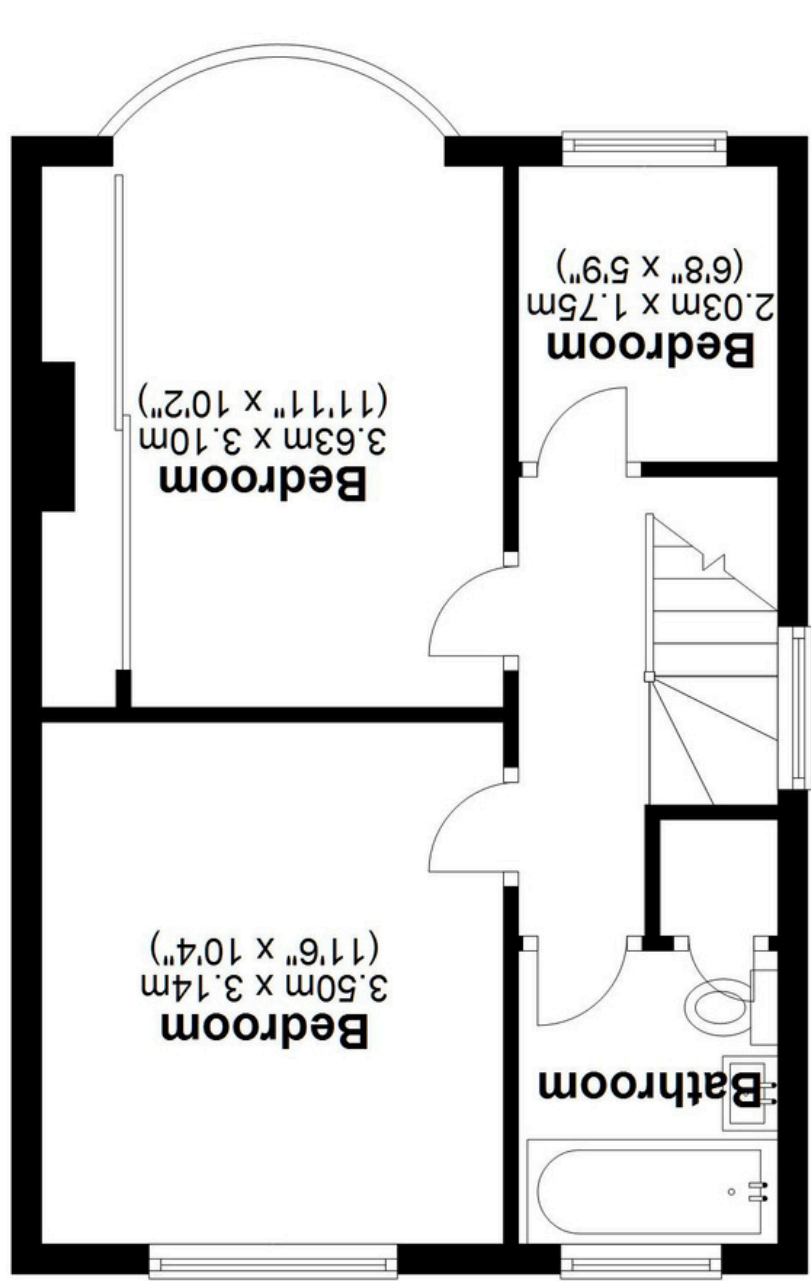 Bathroom
Bedroom
3.50m x 3.14m
(11'6" x 10'4")
Bedroom
3.63m x 3.10m
(11'11" x 10'2")
Bedroom
2.03m x 1.75m
(6'8" x 5'9")